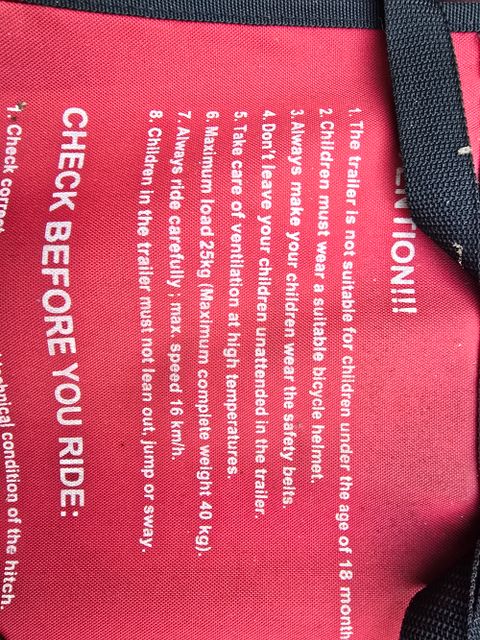 ENTION!!!
1.The trailer is not suitable for children under the age of 18 month
2.Children must wear a suitable bicycle helmet.
3.Always make your children wear the safety belts
4.Don't leave your children unattended in the trailer.
5.Take care of ventilation at high temperatures.
6. Maximum load 25kg (Maximum complete weight 40 kg).
7. Always ride carefully ; max. speed 16 km/h.
8. Children in the trailer must not lean out, jump or sway.
CHECK BEFORE YOU RIDE:
1. Check correct technical condition of the hitch.